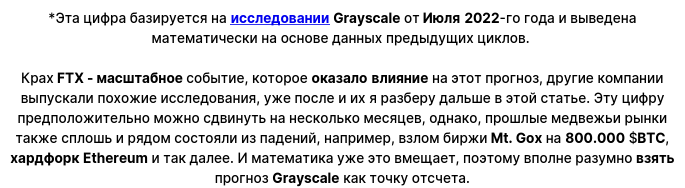 *Эта цифра базируется на исследовании Grayscale от Июля 2022-го года и выведена
математически на основе данных предыдущих циклов.
Крах FTX - масштабное событие, которое оказало влияние на этот прогноз, другие компании
выпускали похожие исследования, уже после и их я разберу дальше в этой статье. Эту цифру
предположительно можно сдвинуть на несколько месяцев, однако, прошлые медвежьи рынки
также сплошь и рядом состояли из падений, например, взлом биржи Mt. Gox на 800.000 $BTC,
хардфорк Ethereum и так далее. И математика уже это вмещает, поэтому вполне разумно взять
прогноз Grayscale как точку отсчета.